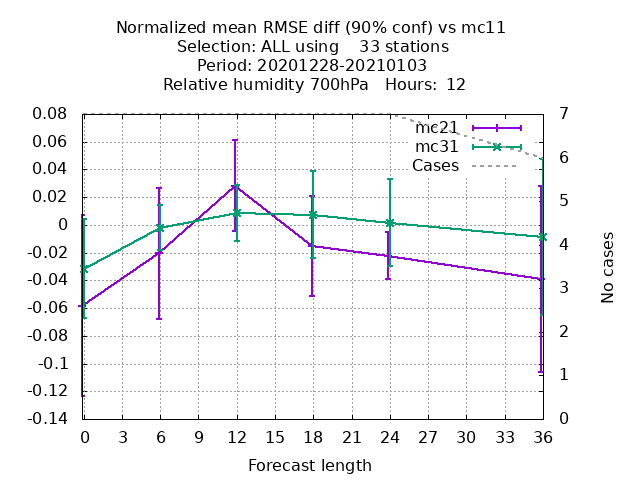 Normalized mean RMSE diff (90% conf) vs mc11
Selection: ALL using    33 stations
Period: 20201228-20210103
Relative humidity 700hPa   Hours:  12
mc21
mc31
Cases
0.08
0.06
0.04
0.02
0
-0.02
-0.04
-0.06
-0.08
-0.1
-0.12
-0.14
7
6
5
4
3
2
1
0
No cases
0 3 6 9 12 15 18 21 24 27 30 33 36
Forecast length